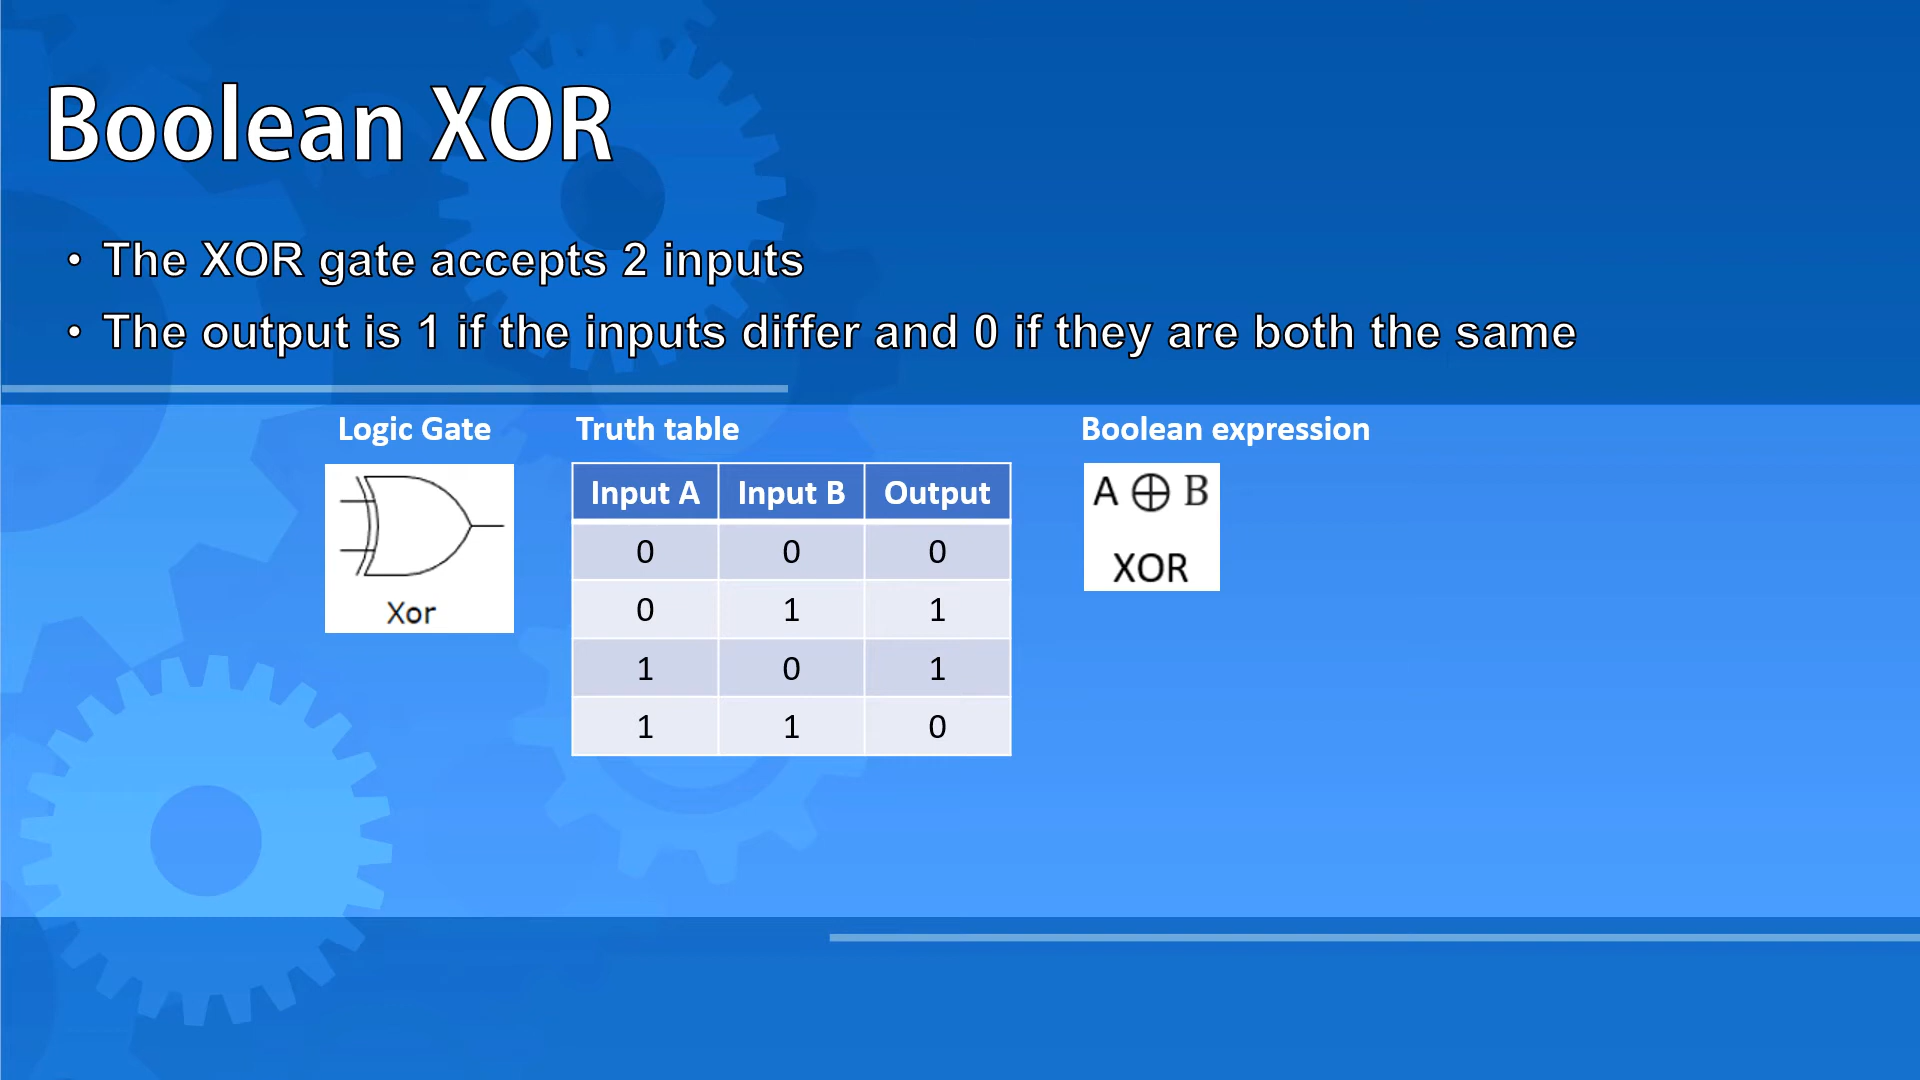 Boolean XOR
• The XOR gate accepts 2 inputs
• The output is 1 if the inputs differ and 0 if they are both the same
Logic Gate
Xor
Truth table
Input A Input B Output
0 0 0
0 1 1
1 0 1
1 1 0
Boolean expression
A ⊕ B
XOR